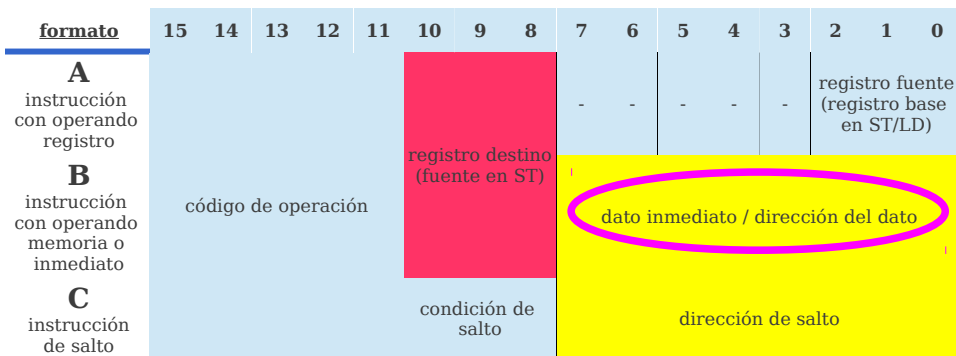 formato 15 14 13 12 11 10 9 8 7 6 5 4 3 2 1 0
A
instrucción
con operando
registro
- - - - -
registro fuente
(registro base
en ST/LD)
registro destino
(fuente en ST)
B
instrucción
con operando
memoria o
inmediato
código de operación
dato inmediato / dirección del dato
C
instrucción
de salto
condición de
salto
dirección de salto